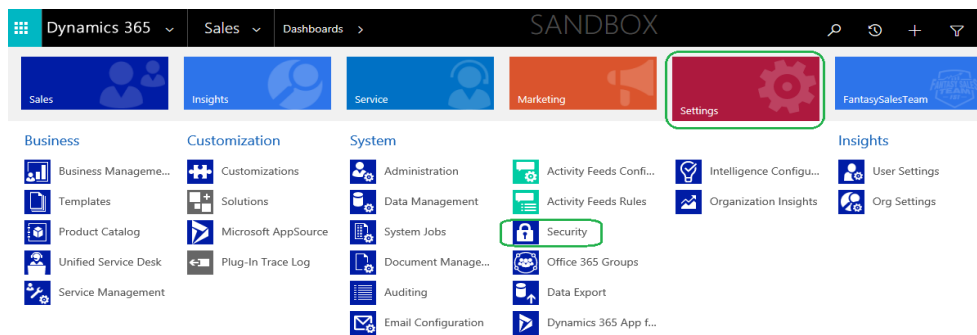 Dynamics 365 Sales Dashboards > SANDBOX
Sales Insights Service Marketing Settings FantasySalesTeam
FANTASY SALES TEAM
Business Customization System Insights
Business Manageme... Customizations Administration Activity Feeds Confi... Intelligence Configu... User Settings
Templates Solutions Data Management Activity Feeds Rules Organization Insights Org Settings
Product Catalog Microsoft AppSource System Jobs Security
Unified Service Desk Plug-In Trace Log Document Manage... Office 365 Groups
Service Management Auditing Data Export
Email Configuration Dynamics 365 App f...